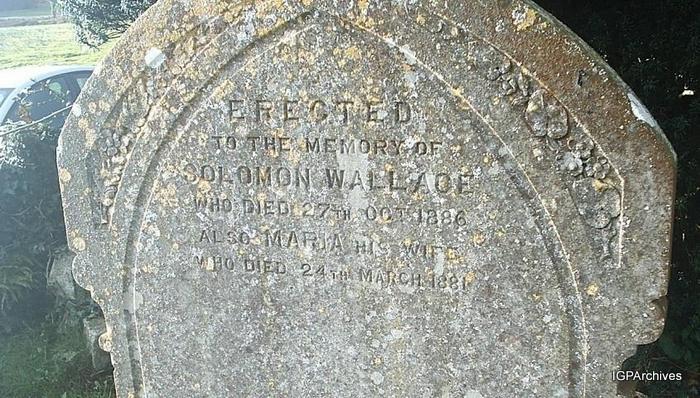 ERECTED
TO THE MEMORY OF
SOLOMON WALLACE
WHO DIED 27TH OCT 1886
ALSO MARIA HIS WIFE
WHO DIED 24TH MARCH 1881
IGPArchives